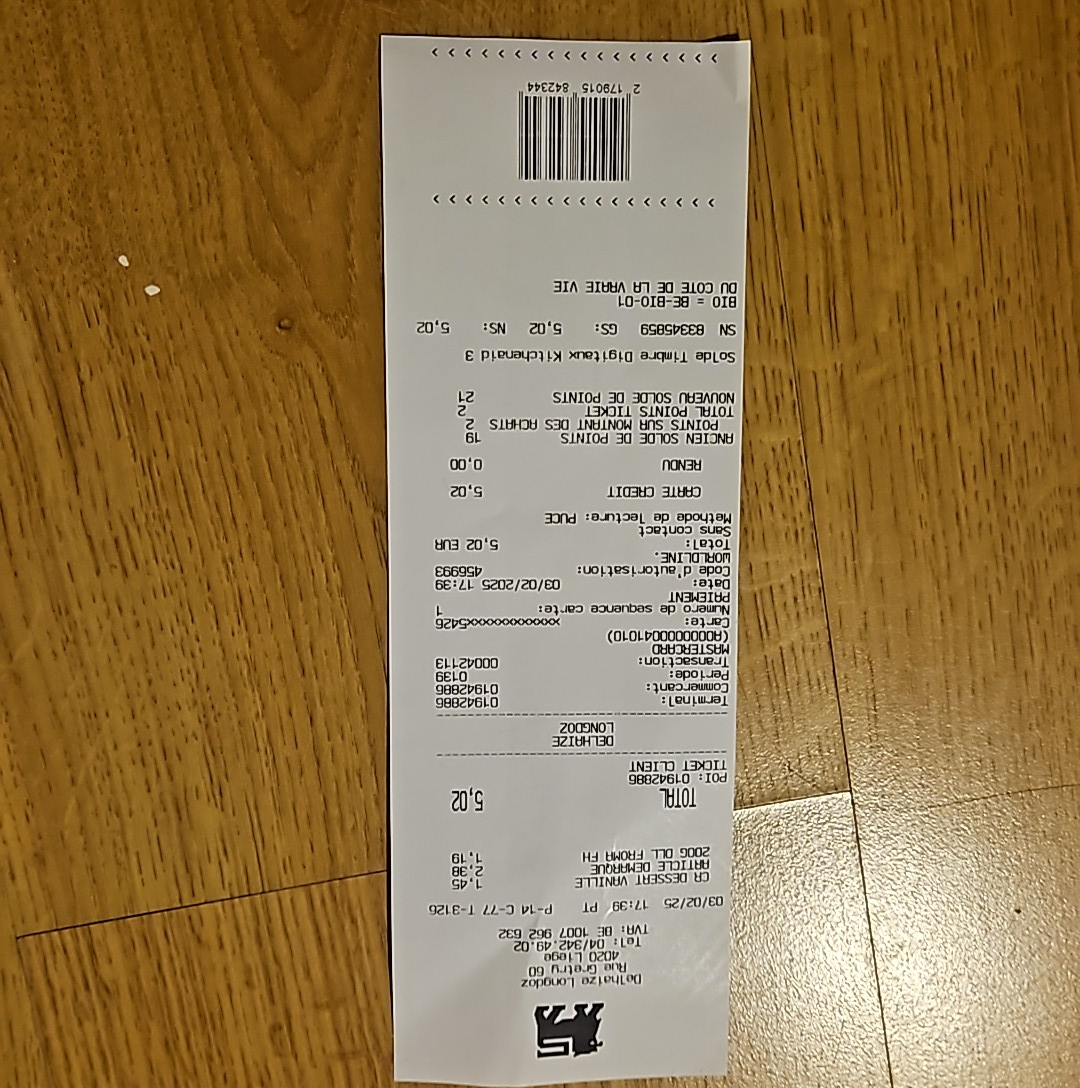 Delhaize Longdoz
Rue Gretry 60
4020 Liege
Tel: 04/342.49.02
TVA: BE 1007 962 632
03/02/25 17:39 PT P-14 C-77 T-3126
CR DESSERT VANILLE 1,45
ARTICLE DEMARQUE 2,38
200G DLL FROMA FH 1,19
TOTAL 5,02
POI: 01942886
TICKET CLIENT
DELHAIZE
LONGDOZ
Terminal: 01942886
Commercant: 01942886
Periode: 0139
Transaction: 00042113
MASTERCARD
(A0000000041010)
Carte: xxxxxxxxxxxx5426
Numero de sequence carte: 1
PAIEMENT
Date: 03/02/2025 17:39
Code d'autorisation: 456993
WORLDLINE.
Total: 5,02 EUR
Sans contact
Methode de lecture: PUCE
CARTE CREDIT 5,02
RENDU 0,00
ANCIEN SOLDE DE POINTS 19
POINTS SUR MONTANT DES ACHATS 2
TOTAL POINTS TICKET 2
NOUVEAU SOLDE DE POINTS 21
Solde Timbre Digitaux Kitchenaid 3
SN 83345859 GS: 5,02 NS: 5,02
BIO = BE-BIO-01
DU COTE DE LA VRAIE VIE
2 179015 842344